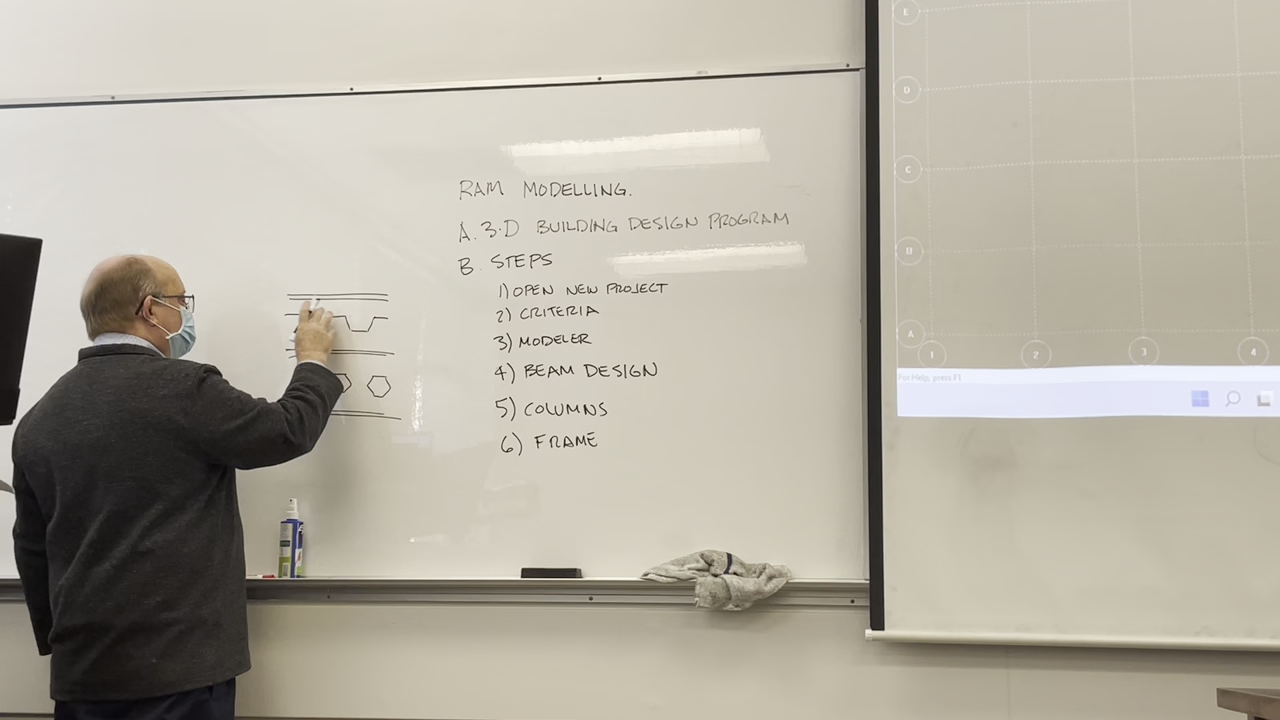 RAM MODELLING.
A. 3-D BUILDING DESIGN PROGRAM
B. STEPS
1) OPEN NEW PROJECT
2) CRITERIA
3) MODELER
4) BEAM DESIGN
5) COLUMNS
6) FRAME
E
D
C
B
A
1 2 3 4
For Help, press F1